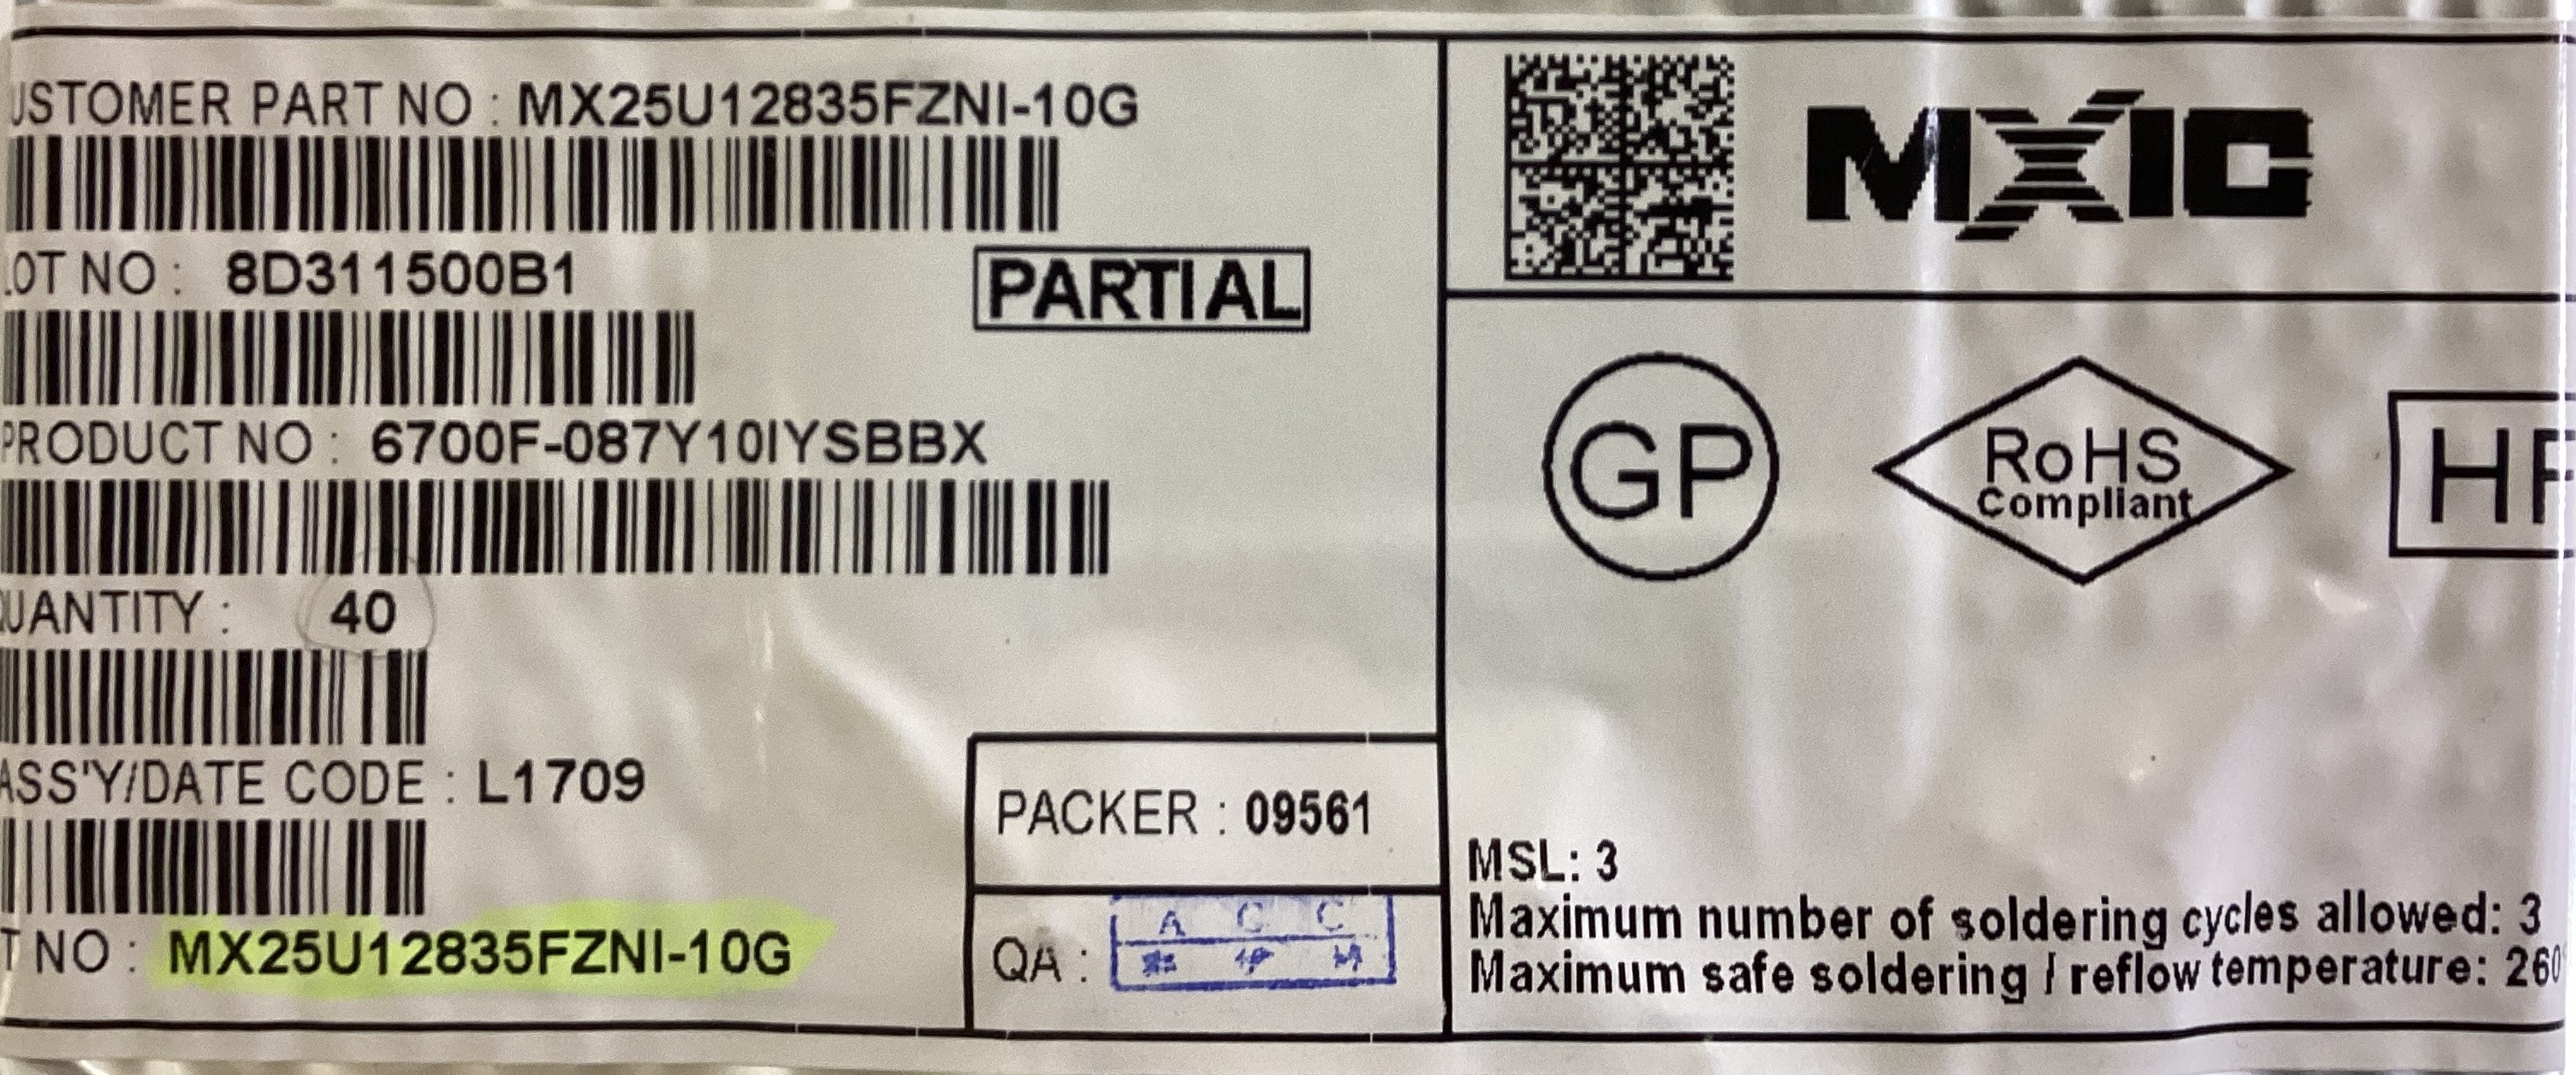 USTOMER PART NO : MX25U12835FZNI-10G
LOT NO : 8D311500B1
PARTIAL
PRODUCT NO : 6700F-087Y10IYSBBX
QUANTITY : 40
ASS'Y/DATE CODE : L1709
T NO : MX25U12835FZNI-10G
PACKER : 09561
QA :
A C C
MXIC
GP
RoHS
Compliant
HF
MSL: 3
Maximum number of soldering cycles allowed: 3
Maximum safe soldering / reflow temperature: 260°